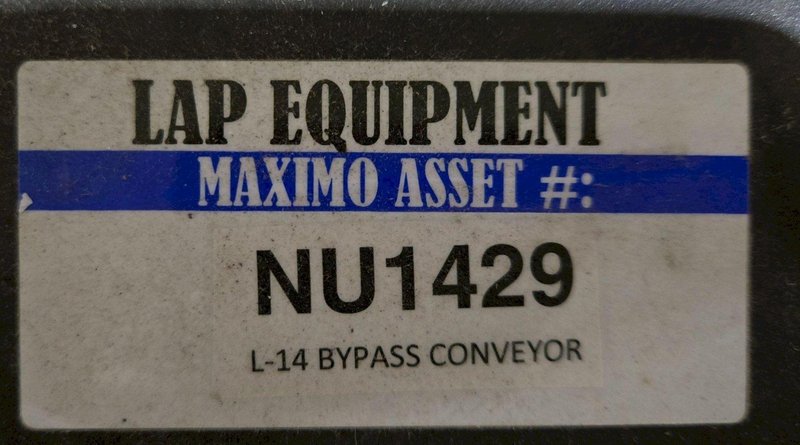 LAP EQUIPMENT
MAXIMO ASSET #:
NU1429
L-14 BYPASS CONVEYOR